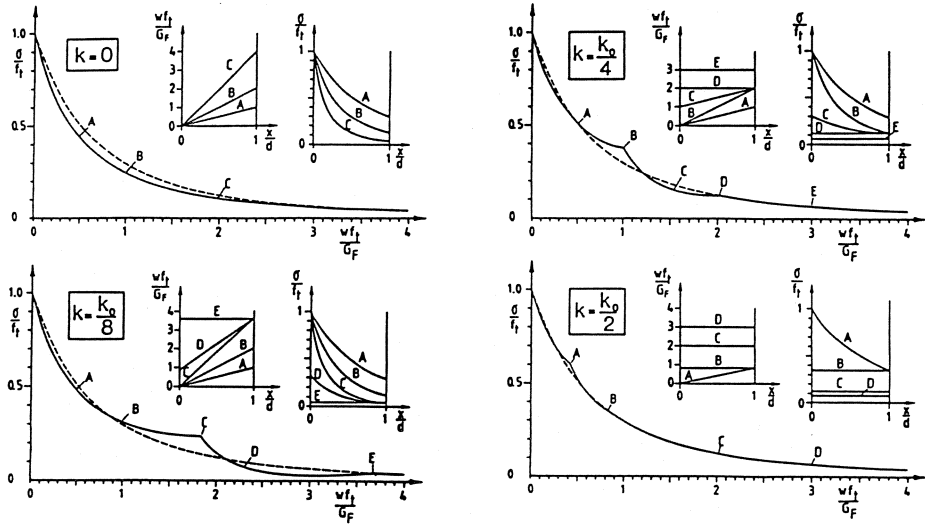 k=0
σ/f_t
1.0
0.5
0
A
B
C
0 1 2 3 4
wf_t/G_F
wf_t/G_F
4
3
2
1
0
C
B
A
0 1 x/d
σ/f_t
1
0
A
B
C
0 1 x/d
k=k_o/4
σ/f_t
1.0
0.5
0
A
B
C
D
E
0 1 2 3 4
wf_t/G_F
wf_t/G_F
3
2
1
0
E
D
C
B
A
0 1 x/d
σ/f_t
1
0
A
B
C
D
E
0 1 x/d
k=k_o/8
σ/f_t
1.0
0.5
0
A
B
C
D
E
0 1 2 3 4
wf_t/G_F
wf_t/G_F
4
3
2
1
0
E
D
B
C
A
0 1 x/d
σ/f_t
1
0
A
B
C
D
E
0 1 x/d
k=k_o/2
σ/f_t
1.0
0.5
0
A
B
C
D
0 1 2 3 4
wf_t/G_F
wf_t/G_F
4
3
2
1
0
D
C
B
A
0 1 x/d
σ/f_t
1
0
A
B
C
D
0 1 x/d